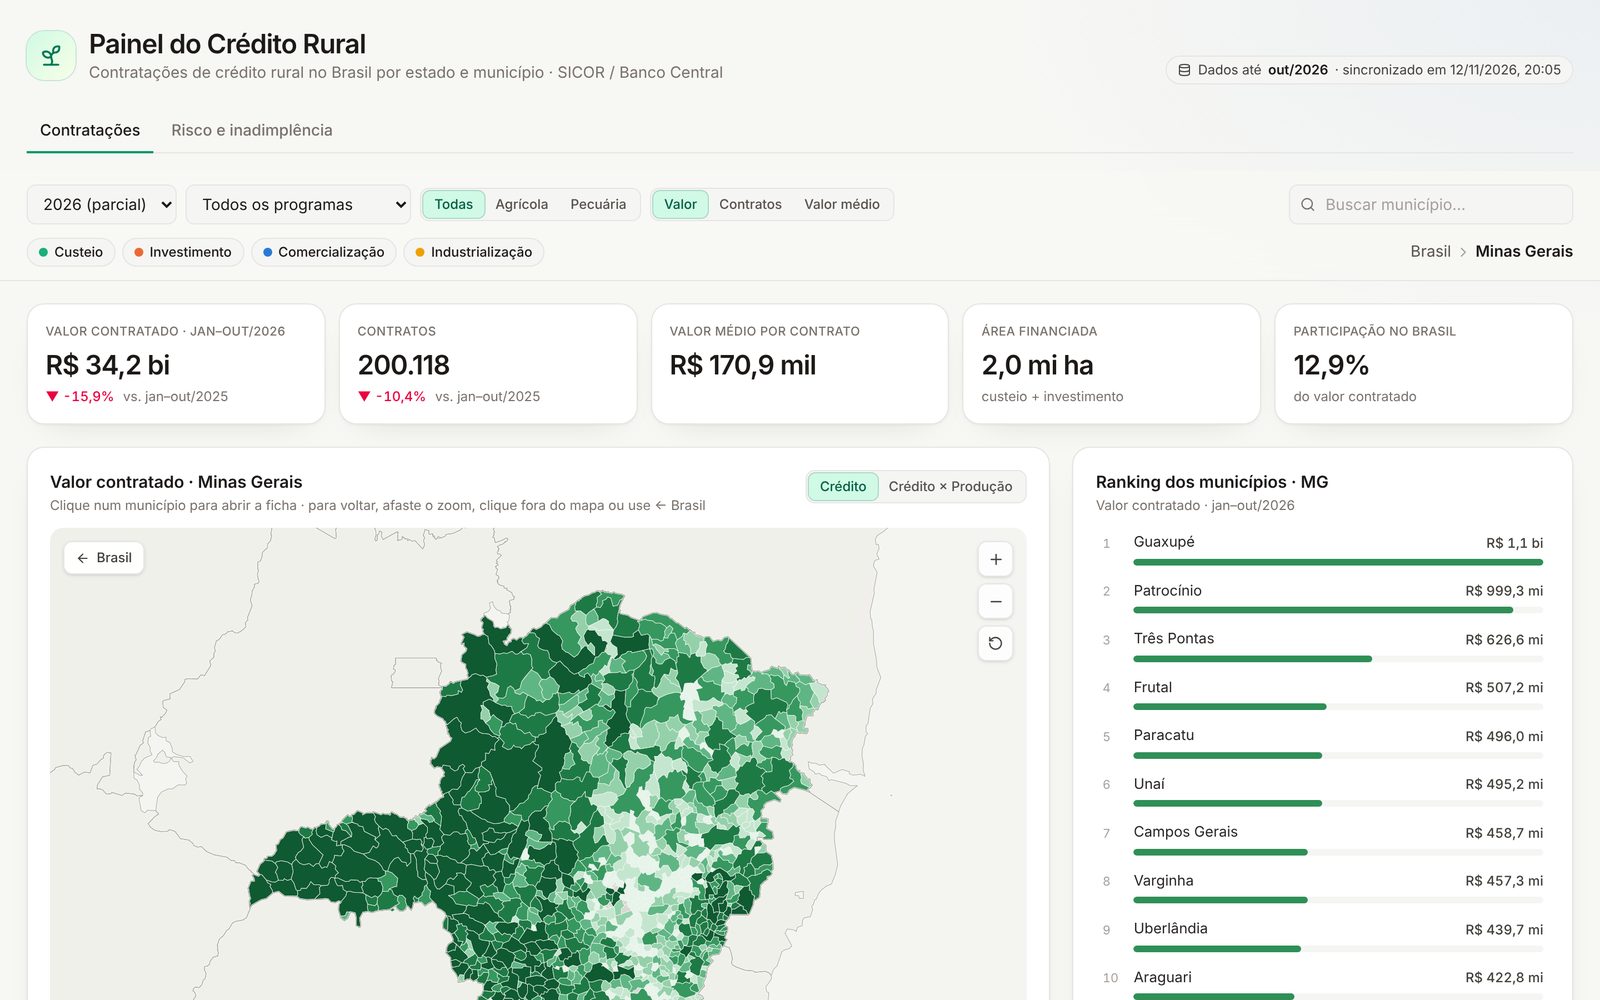 Painel do Crédito Rural
Contratações de crédito rural no Brasil por estado e município · SICOR / Banco Central
Dados até out/2026 · sincronizado em 12/11/2026, 20:05
Contratações
Risco e inadimplência
2026 (parcial)
Todos os programas
Todas
Agrícola
Pecuária
Valor
Contratos
Valor médio
Buscar município...
Custeio
Investimento
Comercialização
Industrialização
Brasil > Minas Gerais
VALOR CONTRATADO · JAN–OUT/2026
R$ 34,2 bi
▼ -15,9% vs. jan–out/2025
CONTRATOS
200.118
▼ -10,4% vs. jan–out/2025
VALOR MÉDIO POR CONTRATO
R$ 170,9 mil
ÁREA FINANCIADA
2,0 mi ha
custeio + investimento
PARTICIPAÇÃO NO BRASIL
12,9%
do valor contratado
Valor contratado · Minas Gerais
Clique num município para abrir a ficha · para voltar, afaste o zoom, clique fora do mapa ou use ← Brasil
Crédito
Crédito × Produção
← Brasil
+
−
Ranking dos municípios · MG
Valor contratado · jan–out/2026
1 Guaxupé R$ 1,1 bi
2 Patrocínio R$ 999,3 mi
3 Três Pontas R$ 626,6 mi
4 Frutal R$ 507,2 mi
5 Paracatu R$ 496,0 mi
6 Unaí R$ 495,2 mi
7 Campos Gerais R$ 458,7 mi
8 Varginha R$ 457,3 mi
9 Uberlândia R$ 439,7 mi
10 Araguari R$ 422,8 mi